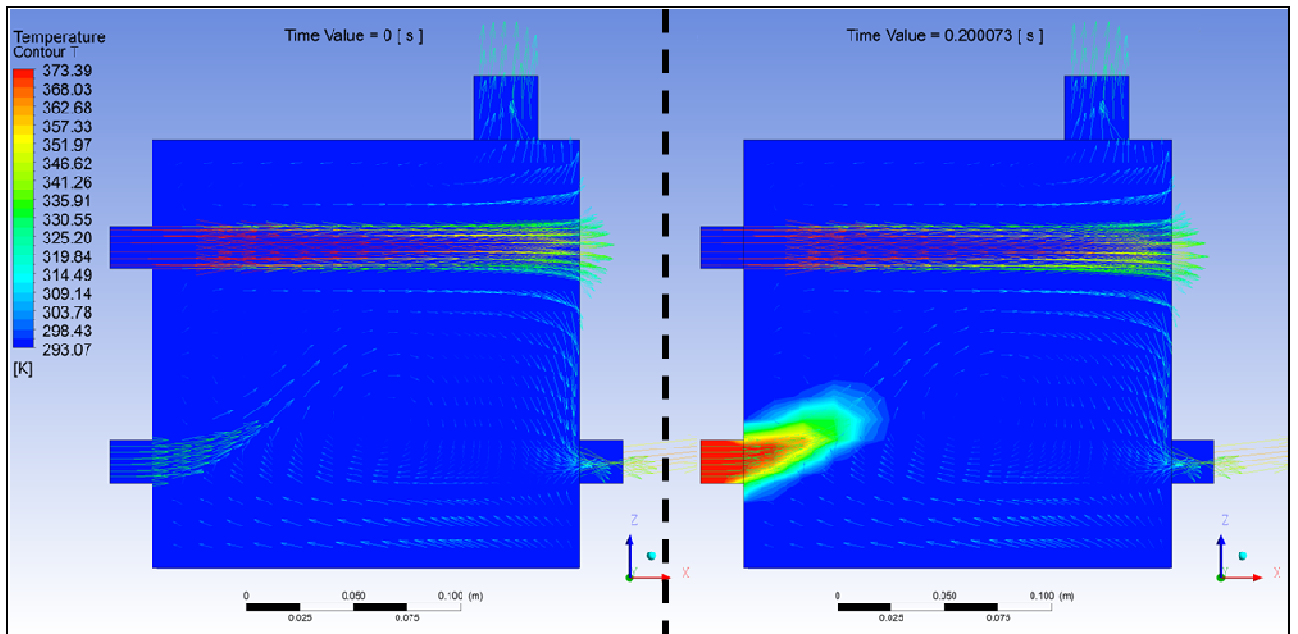 Temperature
Contour T
373.39
368.03
362.68
357.33
351.97
346.62
341.26
335.91
330.55
325.20
319.84
314.49
309.14
303.78
298.43
293.07
[K]
Time Value = 0 [ s ]
Z
Y
X
0 0.050 0.100 (m)
0.025 0.075
Time Value = 0.200073 [ s ]
Z
Y
X
0 0.050 0.100 (m)
0.025 0.075